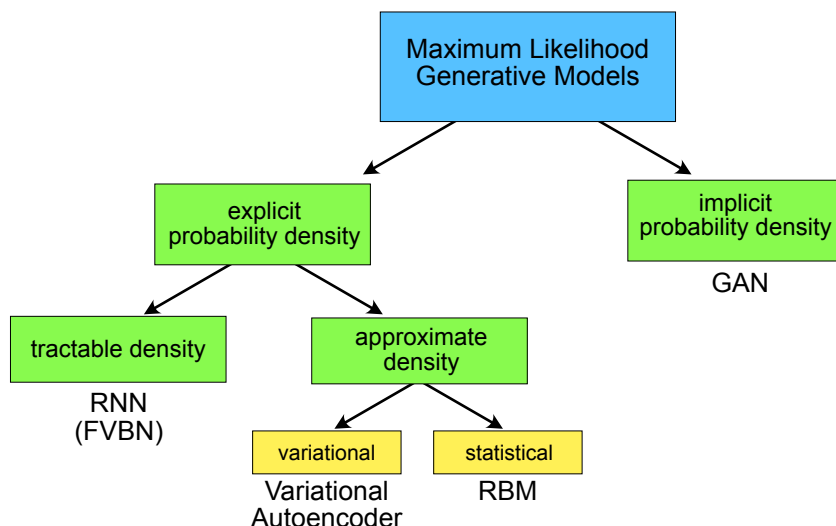 Maximum Likelihood
Generative Models
explicit
probability density
implicit
probability density
GAN
tractable density
RNN
(FVBN)
approximate
density
variational
Variational
Autoencoder
statistical
RBM